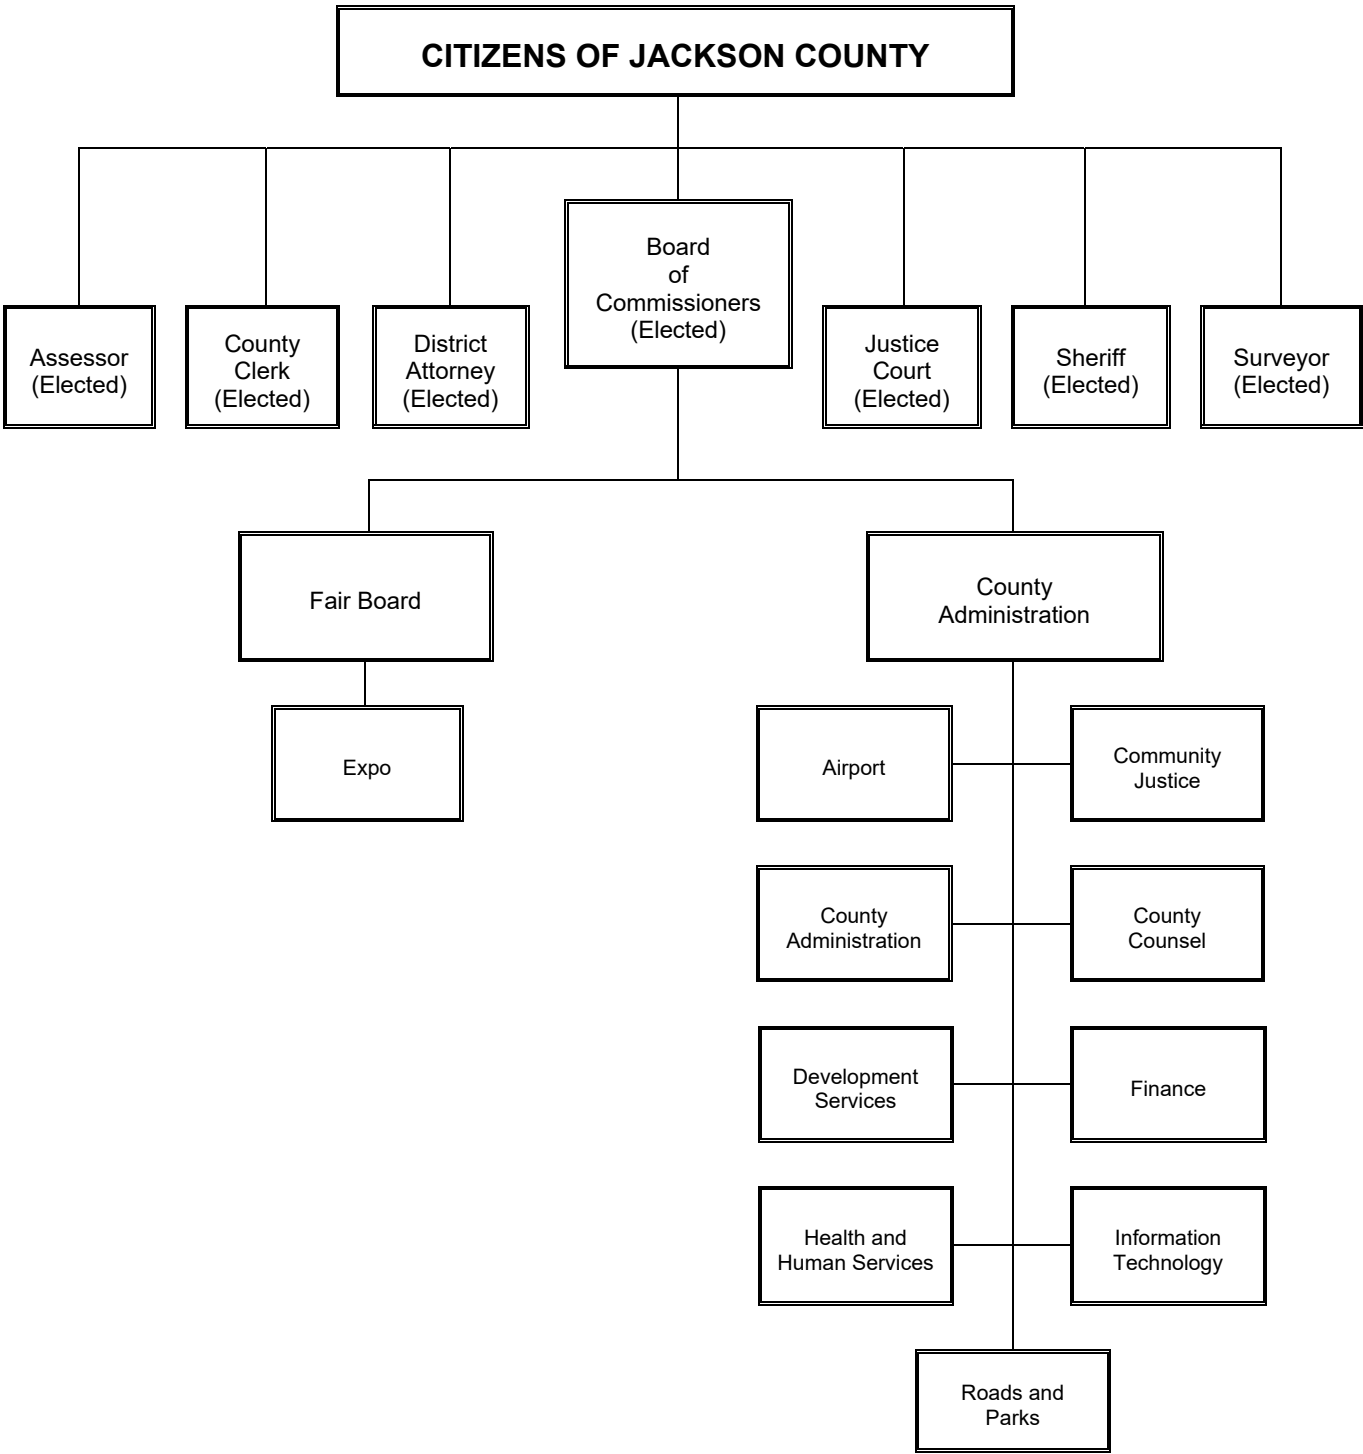 CITIZENS OF JACKSON COUNTY
Board
of
Commissioners
(Elected)
Assessor
(Elected)
County
Clerk
(Elected)
District
Attorney
(Elected)
Justice
Court
(Elected)
Sheriff
(Elected)
Surveyor
(Elected)
Fair Board
County
Administration
Expo
Airport
Community
Justice
County
Administration
County
Counsel
Development
Services
Finance
Health and
Human Services
Information
Technology
Roads and
Parks